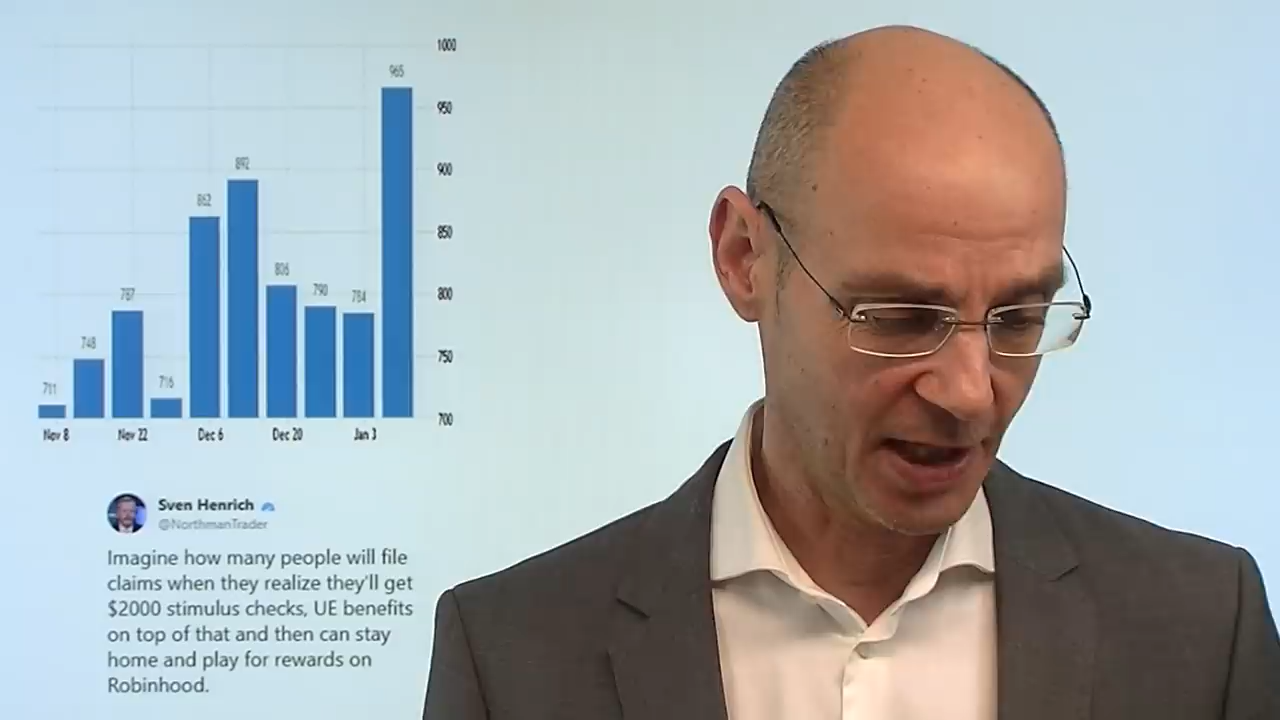 1000
965
950
900
892
862
850
806
800
787
790
784
748
750
716
711
700
Nov 8
Nov 22
Dec 6
Dec 20
Jan 3
Sven Henrich
@NorthmanTrader
Imagine how many people will file
claims when they realize they'll get
$2000 stimulus checks, UE benefits
on top of that and then can stay
home and play for rewards on
Robinhood.